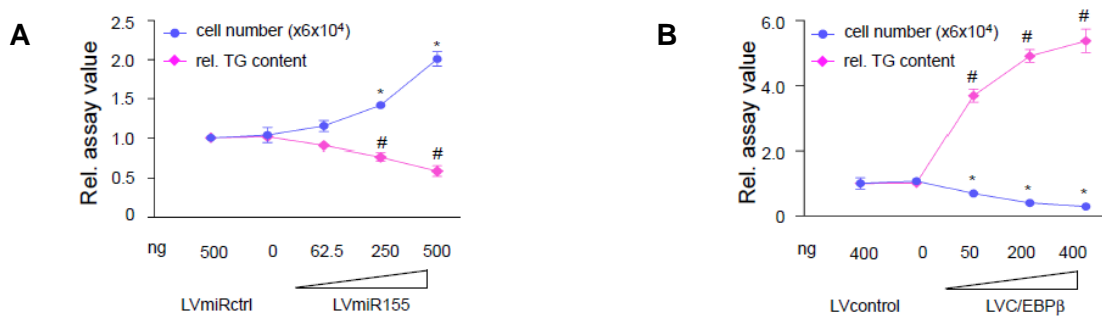 A
2.5
2.0
1.5
1.0
0.5
0
Rel. assay value
cell number (x6x10⁴)
rel. TG content
*
*
#
#
ng 500 0 62.5 250 500
LVmiRctrl LVmiR155
B
6.0
4.0
2.0
0
Rel. assay value
cell number (x6x10⁴)
rel. TG content
#
#
#
* * *
ng 400 0 50 200 400
LVcontrol LVC/EBPβ